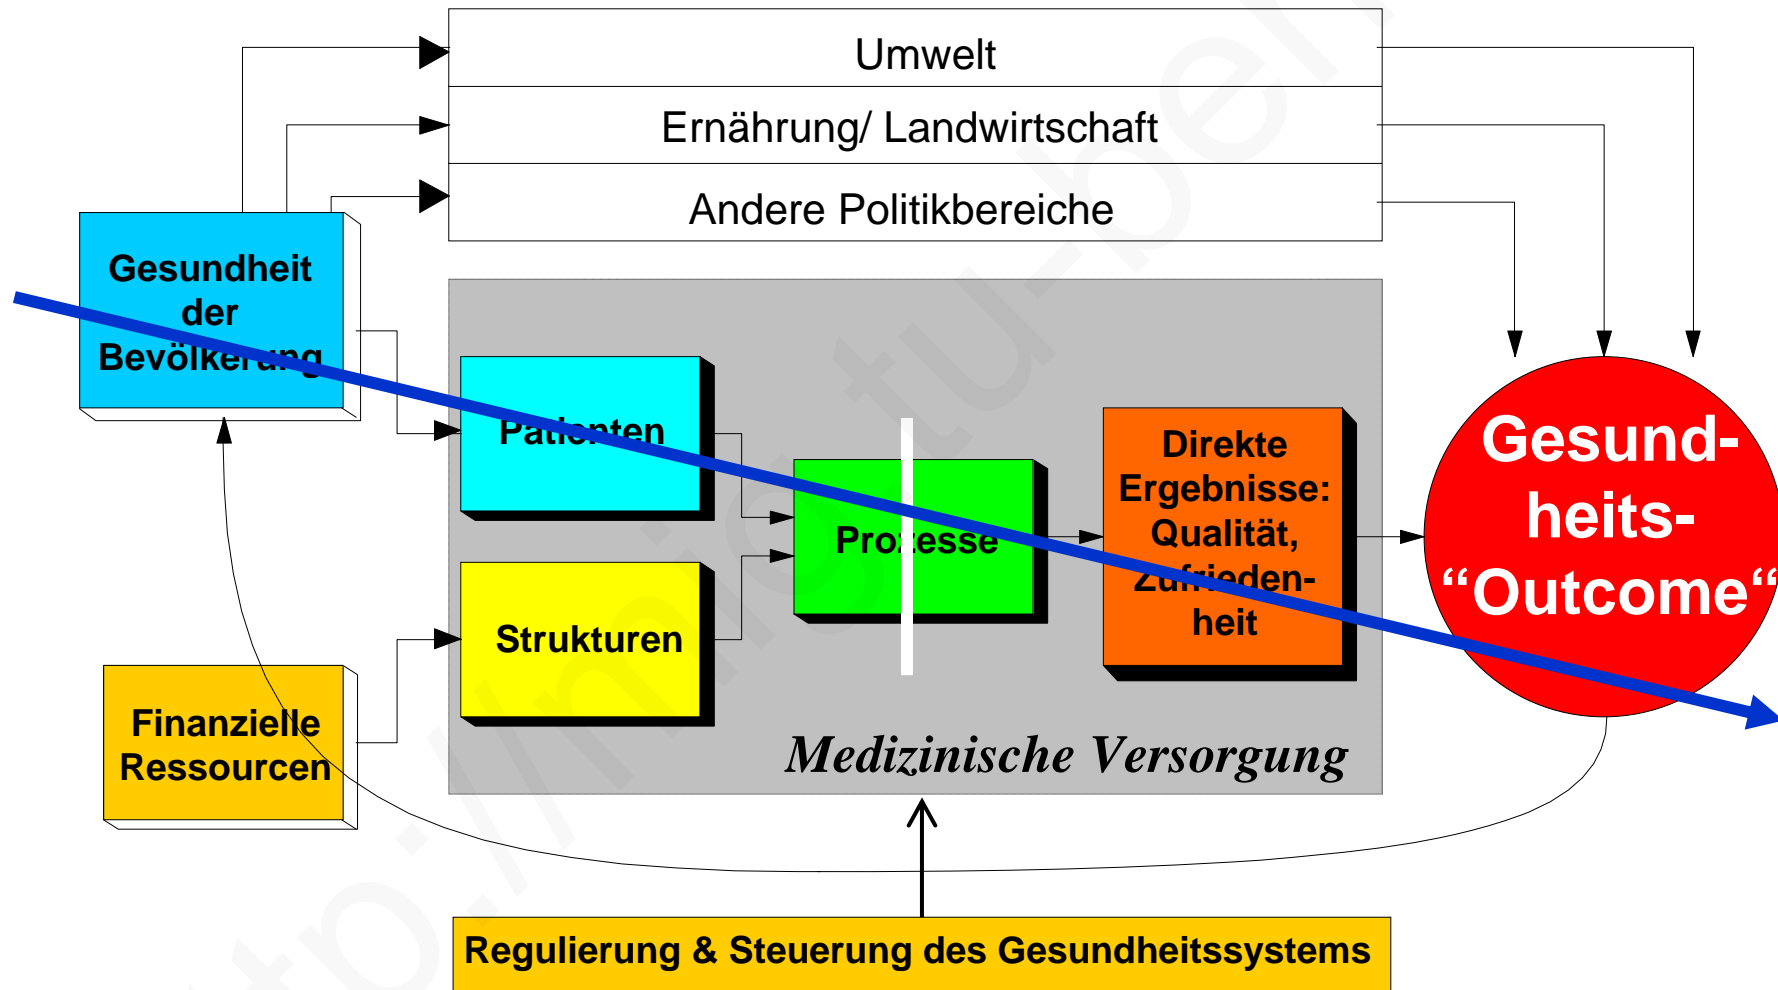 Umwelt
Ernährung/ Landwirtschaft
Andere Politikbereiche
Gesundheit
der
Bevölkerung
Patienten
Strukturen
Finanzielle
Ressourcen
Prozesse
Direkte
Ergebnisse:
Qualität,
Zufrieden-
heit
Gesund-
heits-
“Outcome“
Medizinische Versorgung
Regulierung & Steuerung des Gesundheitssystems